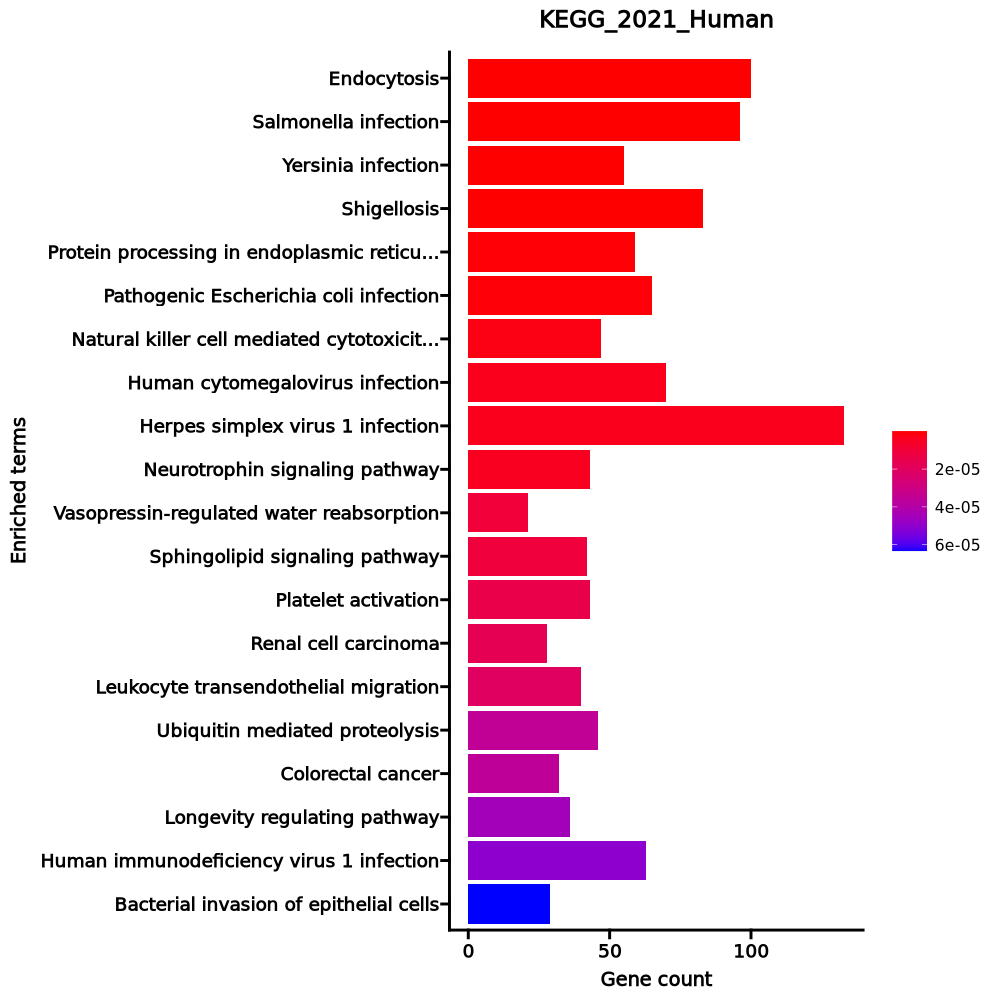 KEGG_2021_Human
Endocytosis
Salmonella infection
Yersinia infection
Shigellosis
Protein processing in endoplasmic reticu...
Pathogenic Escherichia coli infection
Natural killer cell mediated cytotoxicit...
Human cytomegalovirus infection
Herpes simplex virus 1 infection
Neurotrophin signaling pathway
Vasopressin-regulated water reabsorption
Sphingolipid signaling pathway
Platelet activation
Renal cell carcinoma
Leukocyte transendothelial migration
Ubiquitin mediated proteolysis
Colorectal cancer
Longevity regulating pathway
Human immunodeficiency virus 1 infection
Bacterial invasion of epithelial cells
Enriched terms
0 50 100
Gene count
2e-05
4e-05
6e-05